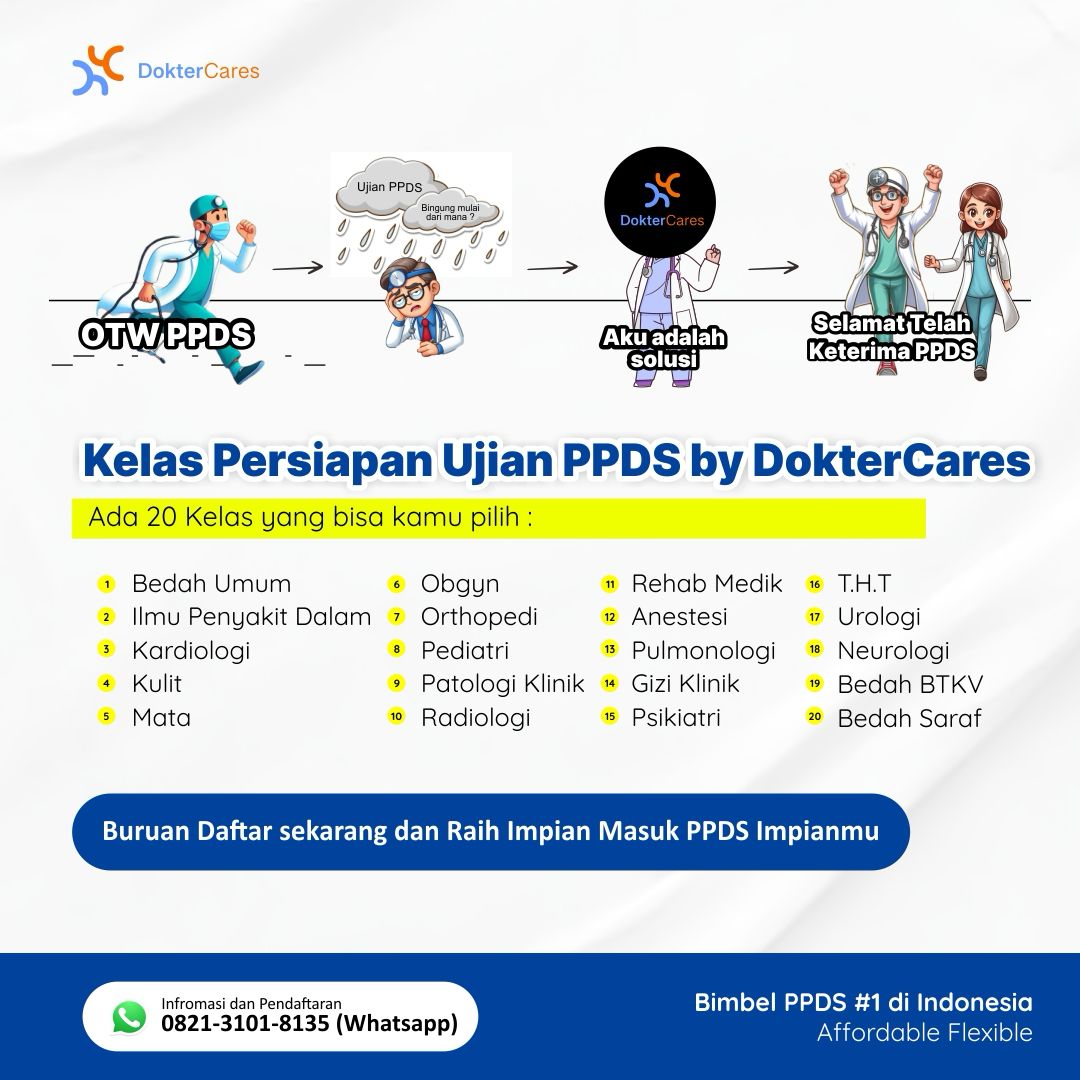 DokterCares
Ujian PPDS
Bingung mulai
dari mana ?
DokterCares
OTW PPDS
Aku adalah
solusi
Selamat Telah
Keterima PPDS
Kelas Persiapan Ujian PPDS by DokterCares
Ada 20 Kelas yang bisa kamu pilih :
1 Bedah Umum
2 Ilmu Penyakit Dalam
3 Kardiologi
4 Kulit
5 Mata
6 Obgyn
7 Orthopedi
8 Pediatri
9 Patologi Klinik
10 Radiologi
11 Rehab Medik
12 Anestesi
13 Pulmonologi
14 Gizi Klinik
15 Psikiatri
16 T.H.T
17 Urologi
18 Neurologi
19 Bedah BTKV
20 Bedah Saraf
Buruan Daftar sekarang dan Raih Impian Masuk PPDS Impianmu
Infromasi dan Pendaftaran
0821-3101-8135 (Whatsapp)
Bimbel PPDS #1 di Indonesia
Affordable Flexible